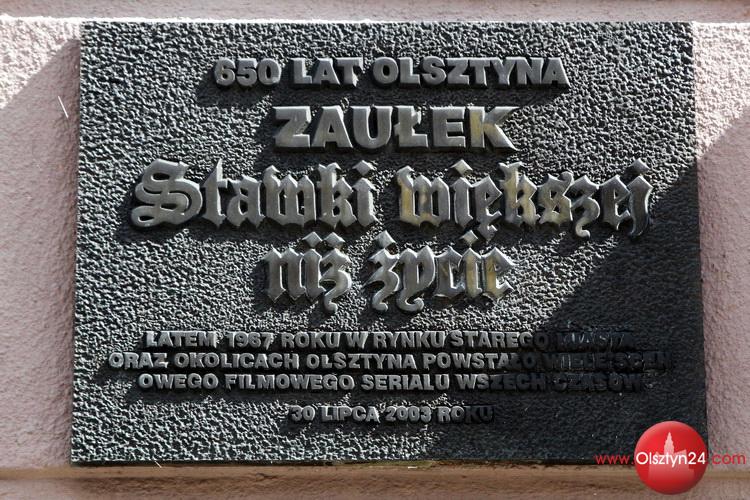 650 LAT OLSZTYNA
ZAUŁEK
Stawki większej
niż życie
LATEM 1967 ROKU W RYNKU STAREGO MIASTA
ORAZ OKOLICACH OLSZTYNA POWSTAŁO WIELE SCEN
OWEGO FILMOWEGO SERIALU WSZECH CZASÓW
30 LIPCA 2003 ROKU
www.Olsztyn24.com